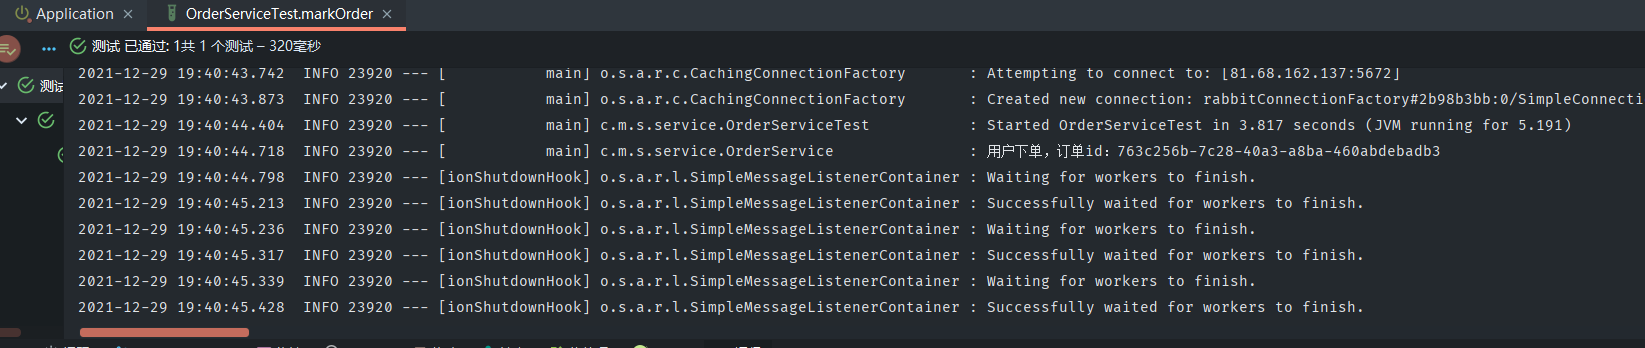 Application × OrderServiceTest.markOrder ×
测试 已通过: 1共 1 个测试 – 320毫秒
测试
2021-12-29 19:40:43.742  INFO 23920 --- [           main] o.s.a.r.c.CachingConnectionFactory       : Attempting to connect to: [81.68.162.137:5672]
2021-12-29 19:40:43.873  INFO 23920 --- [           main] o.s.a.r.c.CachingConnectionFactory       : Created new connection: rabbitConnectionFactory#2b98b3bb:0/SimpleConnecti
2021-12-29 19:40:44.404  INFO 23920 --- [           main] c.m.s.service.OrderServiceTest           : Started OrderServiceTest in 3.817 seconds (JVM running for 5.191)
2021-12-29 19:40:44.718  INFO 23920 --- [           main] c.m.s.service.OrderService               : 用户下单，订单id：763c256b-7c28-40a3-a8ba-460abdebadb3
2021-12-29 19:40:44.798  INFO 23920 --- [ionShutdownHook] o.s.a.r.l.SimpleMessageListenerContainer : Waiting for workers to finish.
2021-12-29 19:40:45.213  INFO 23920 --- [ionShutdownHook] o.s.a.r.l.SimpleMessageListenerContainer : Successfully waited for workers to finish.
2021-12-29 19:40:45.236  INFO 23920 --- [ionShutdownHook] o.s.a.r.l.SimpleMessageListenerContainer : Waiting for workers to finish.
2021-12-29 19:40:45.317  INFO 23920 --- [ionShutdownHook] o.s.a.r.l.SimpleMessageListenerContainer : Successfully waited for workers to finish.
2021-12-29 19:40:45.339  INFO 23920 --- [ionShutdownHook] o.s.a.r.l.SimpleMessageListenerContainer : Waiting for workers to finish.
2021-12-29 19:40:45.428  INFO 23920 --- [ionShutdownHook] o.s.a.r.l.SimpleMessageListenerContainer : Successfully waited for workers to finish.